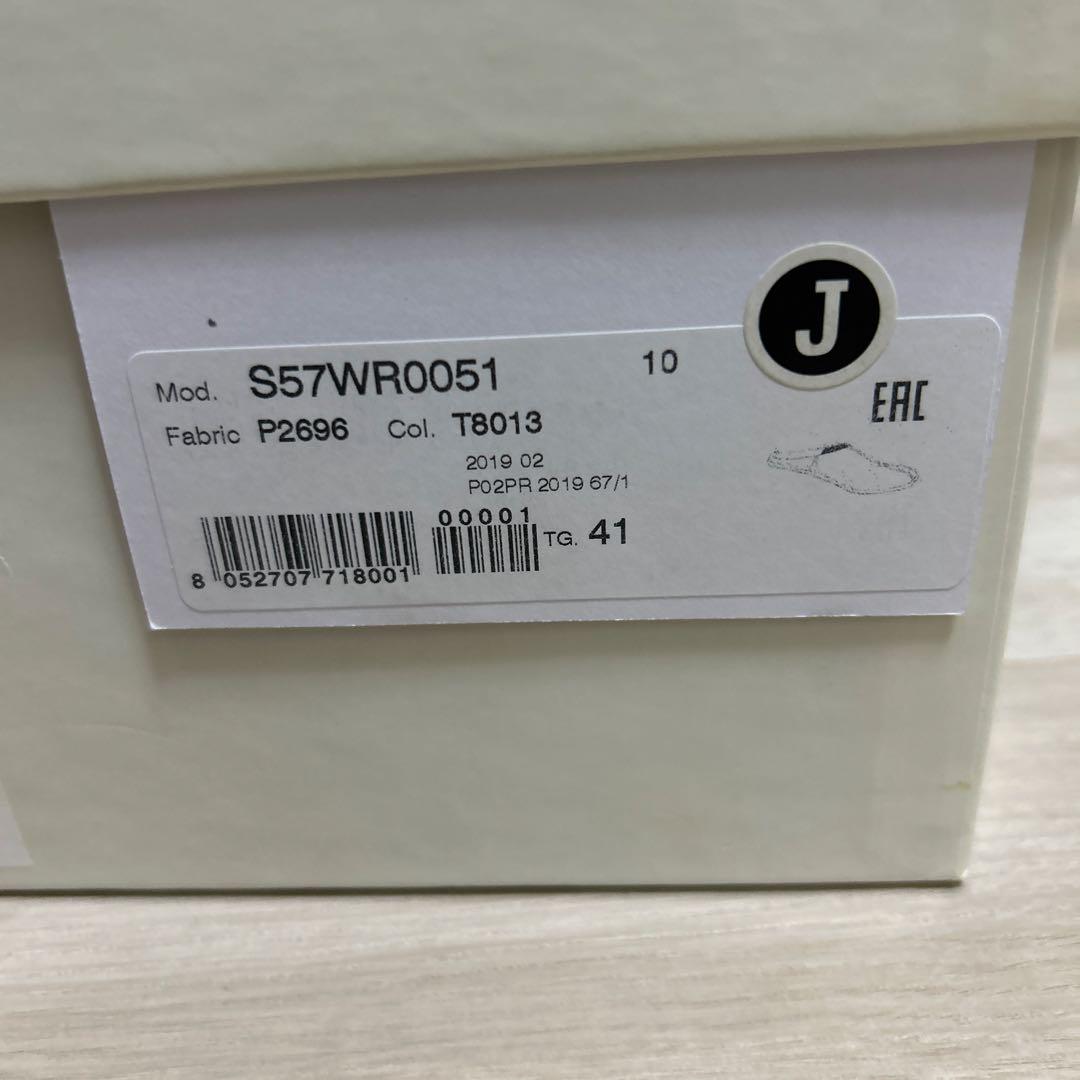 J
Mod. S57WR0051 10
EAC
Fabric P2696 Col. T8013
2019 02
P02PR 2019 67/1
00001
TG. 41
8 052707 718001